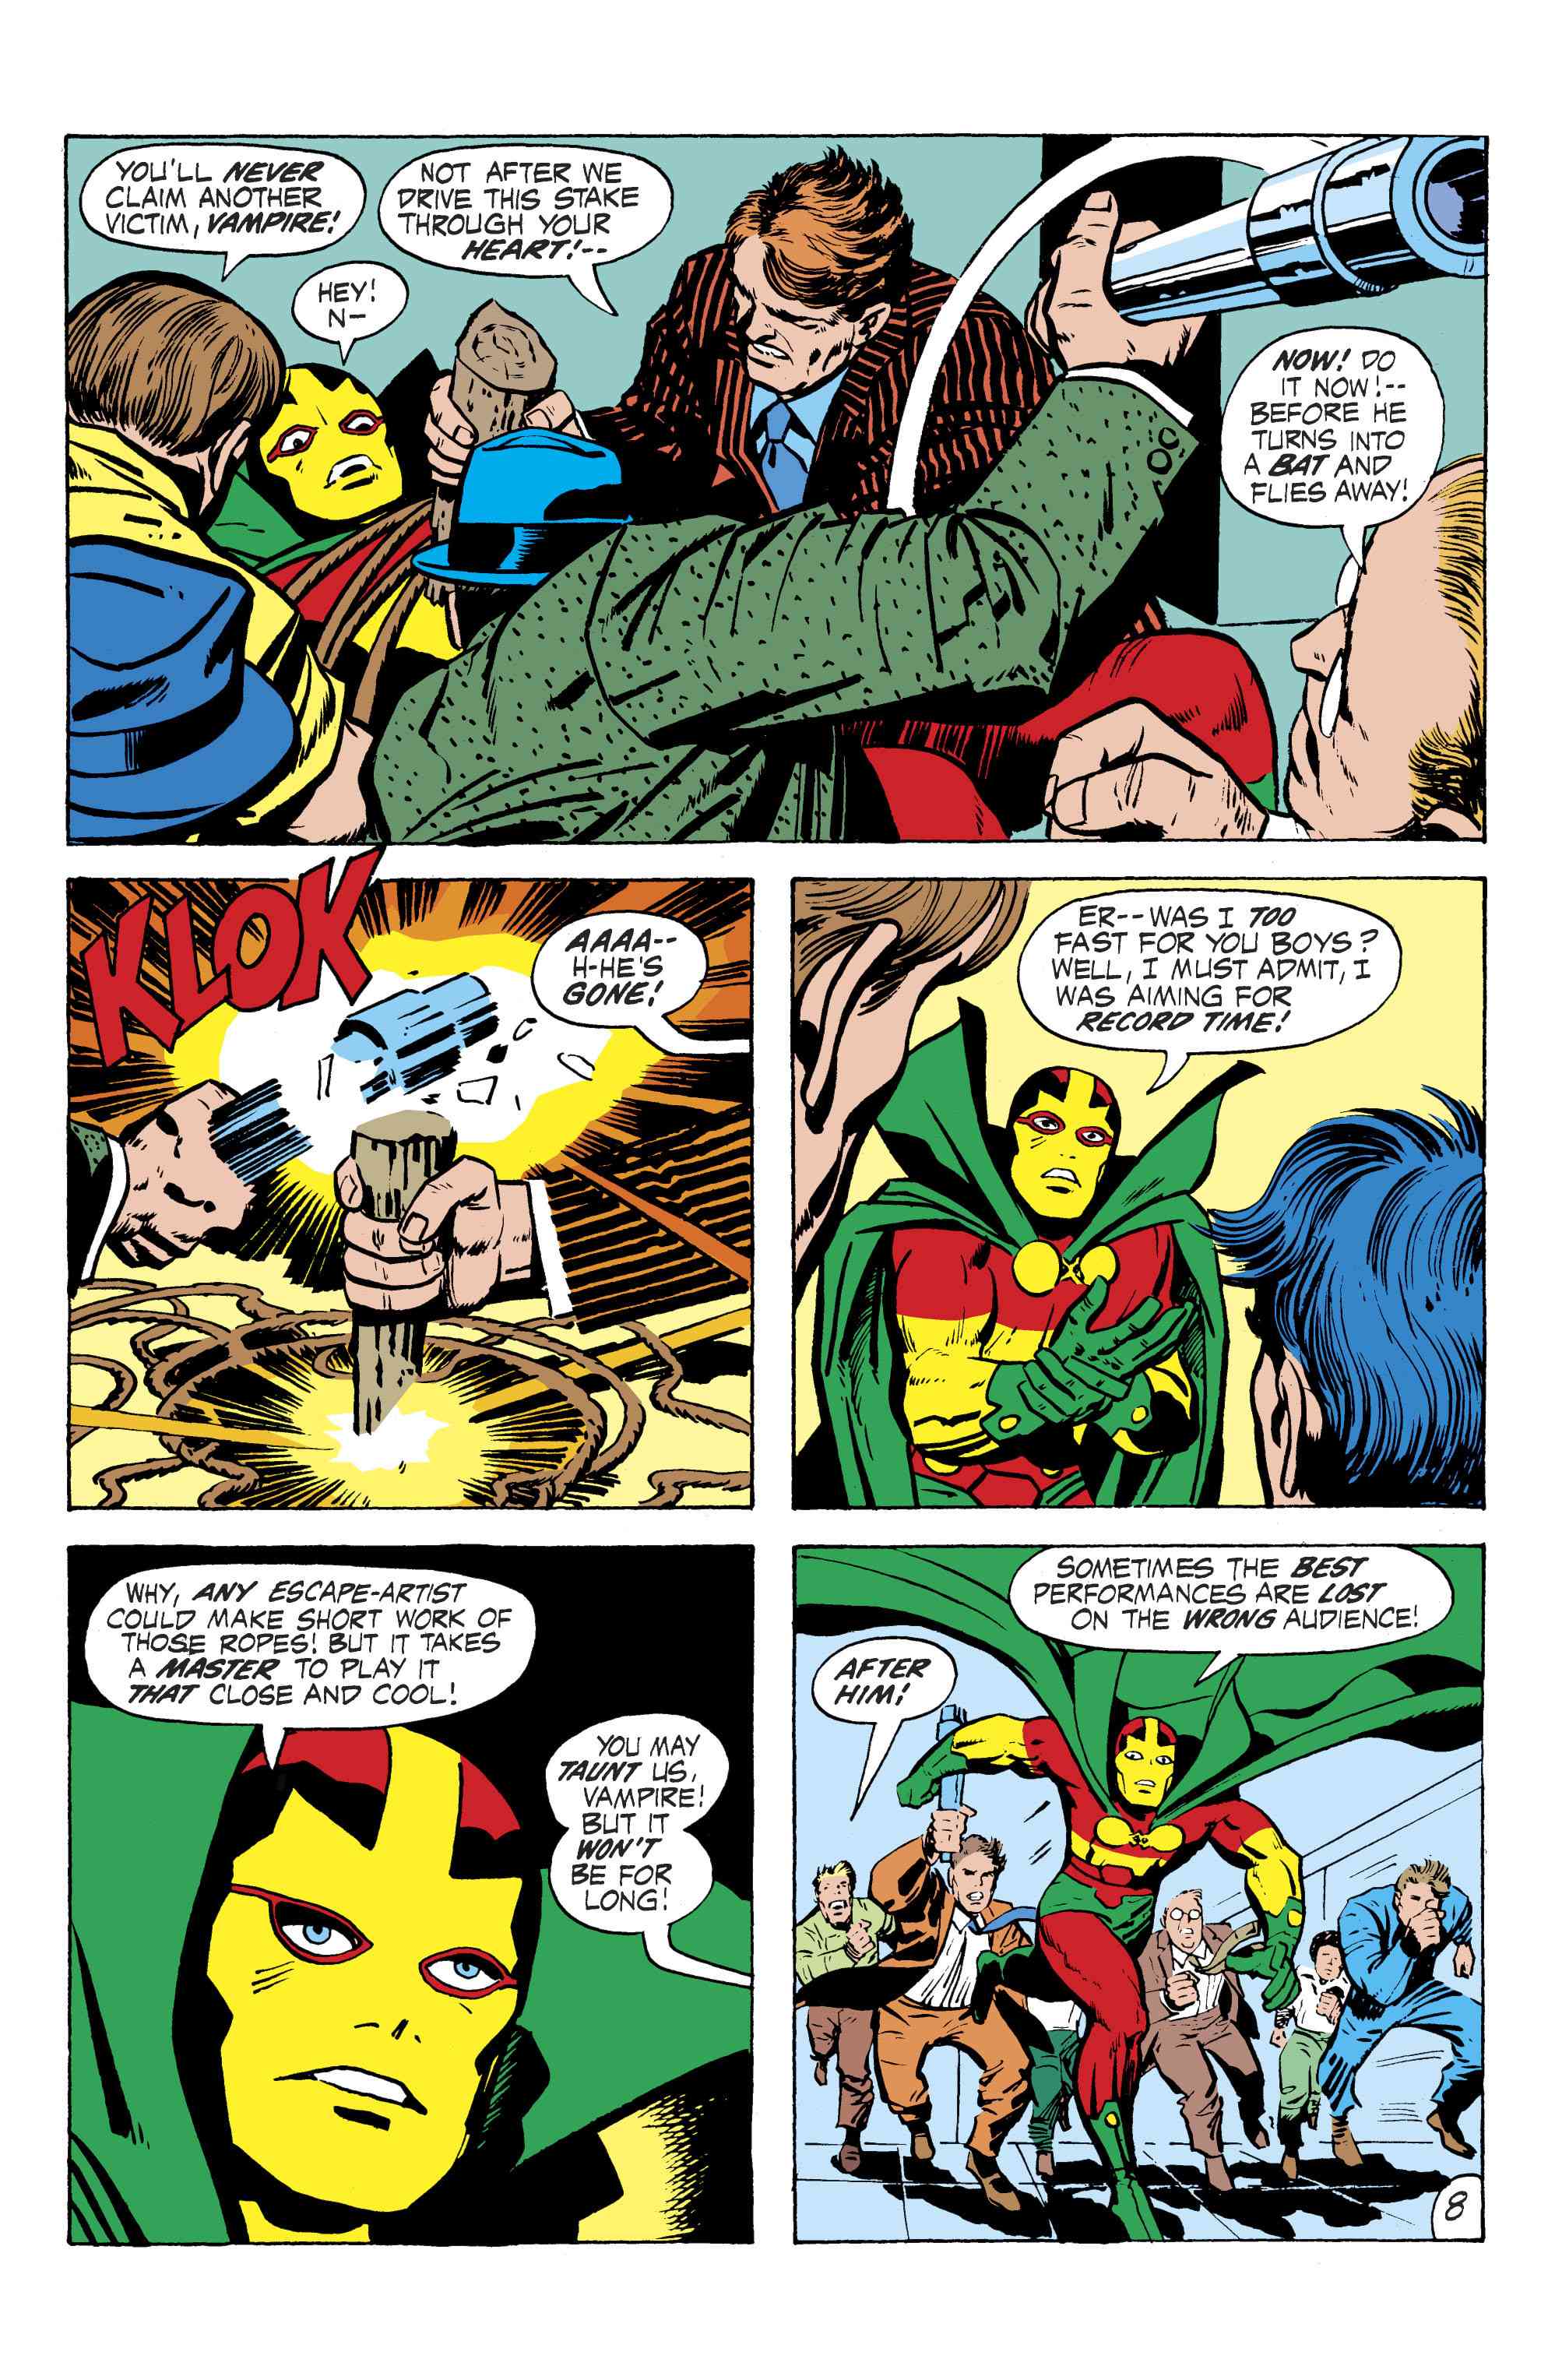 YOU'LL NEVER
CLAIM ANOTHER
VICTIM, VAMPIRE!
HEY!
N-
NOT AFTER WE
DRIVE THIS STAKE
THROUGH YOUR
HEART!--
NOW! DO
IT NOW!--
BEFORE HE
TURNS INTO
A BAT AND
FLIES AWAY!
KLOK
AAAA--
H-HE'S
GONE!
ER-- WAS I TOO
FAST FOR YOU BOYS?
WELL, I MUST ADMIT, I
WAS AIMING FOR
RECORD TIME!
WHY, ANY ESCAPE-ARTIST
COULD MAKE SHORT WORK OF
THOSE ROPES! BUT IT TAKES
A MASTER TO PLAY IT
THAT CLOSE AND COOL!
YOU MAY
TAUNT US,
VAMPIRE!
BUT IT
WON'T
BE FOR
LONG!
SOMETIMES THE BEST
PERFORMANCES ARE LOST
ON THE WRONG AUDIENCE!
AFTER
HIM!
8